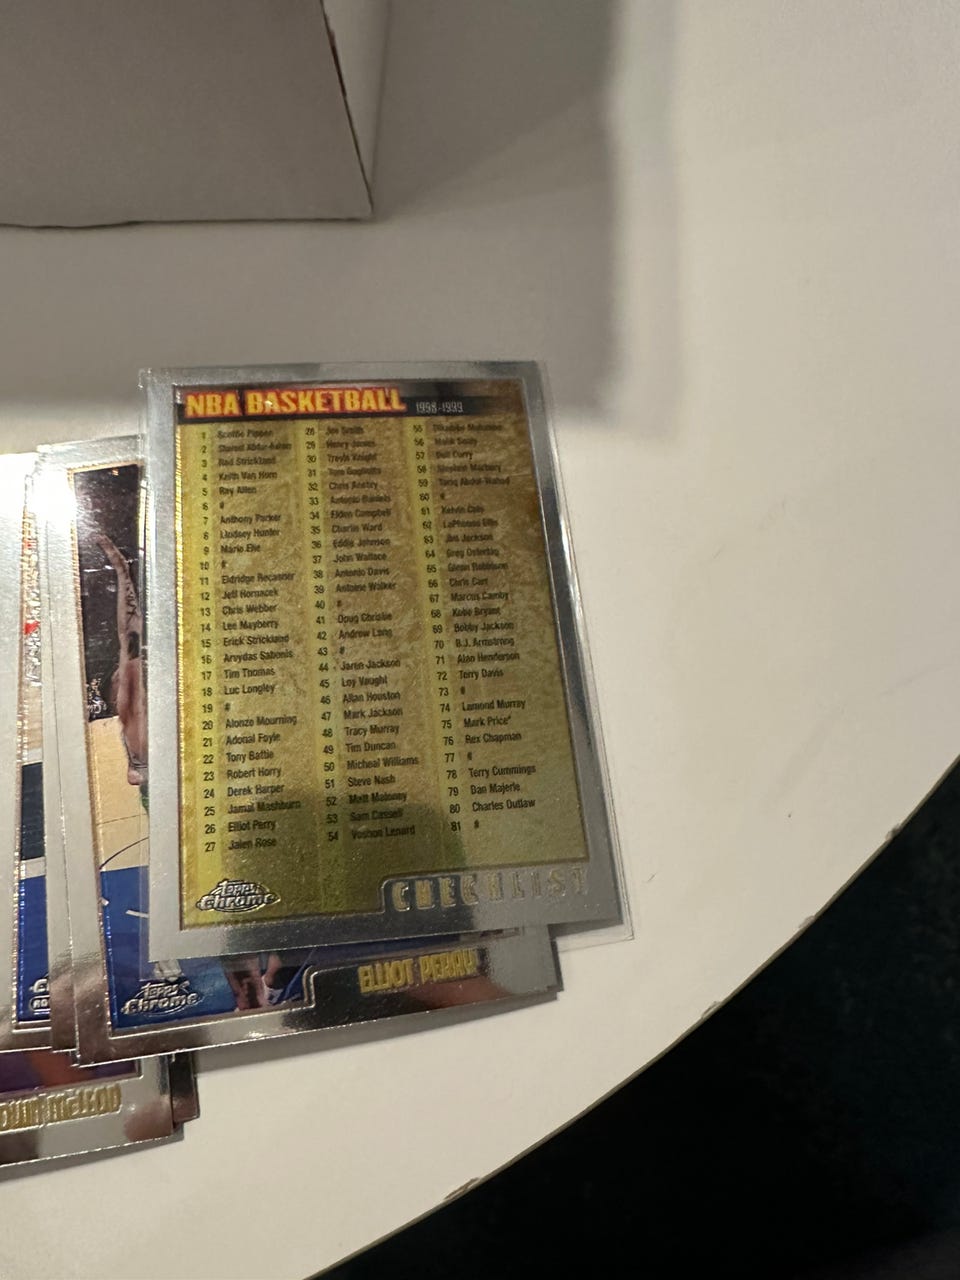 NBA BASKETBALL 1998-1999
1 Scottie Pippen
2 Shareef Abdur-Rahim
3 Rod Strickland
4 Keith Van Horn
5 Ray Allen
6 #
7 Anthony Parker
8 Lindsey Hunter
9 Mario Elie
10 #
11 Eldridge Recasner
12 Jeff Hornacek
13 Chris Webber
14 Lee Mayberry
15 Erick Strickland
16 Arvydas Sabonis
17 Tim Thomas
18 Luc Longley
19 #
20 Alonzo Mourning
21 Adonal Foyle
22 Tony Battie
23 Robert Horry
24 Derek Harper
25 Jamal Mashburn
26 Elliot Perry
27 Jalen Rose
28 Joe Smith
29 Henry James
30 Travis Knight
31 Tom Gugliotta
32 Chris Anstey
33 Antonio Daniels
34 Elden Campbell
35 Charlie Ward
36 Eddie Johnson
37 John Wallace
38 Antonio Davis
39 Antoine Walker
40 #
41 Doug Christie
42 Andrew Lang
43 #
44 Jaren Jackson
45 Loy Vaught
46 Allan Houston
47 Mark Jackson
48 Tracy Murray
49 Tim Duncan
50 Micheal Williams
51 Steve Nash
52 Matt Maloney
53 Sam Cassell
54 Voshon Lenard
55 Dikembe Mutombo
56 Malik Sealy
57 Dell Curry
58 Stephon Marbury
59 Tariq Abdul-Wahad
60 #
61 Kelvin Cato
62 LaPhonso Ellis
63 Jim Jackson
64 Greg Ostertag
65 Glenn Robinson
66 Chris Carr
67 Marcus Camby
68 Kobe Bryant
69 Bobby Jackson
70 B.J. Armstrong
71 Alan Henderson
72 Terry Davis
73 #
74 Lamond Murray
75 Mark Price*
76 Rex Chapman
77 #
78 Terry Cummings
79 Dan Majerle
80 Charles Outlaw
81 #
TOPPS Chrome
CHECKLIST
ELLIOT PERRY
TOPPS Chrome
McLEOD